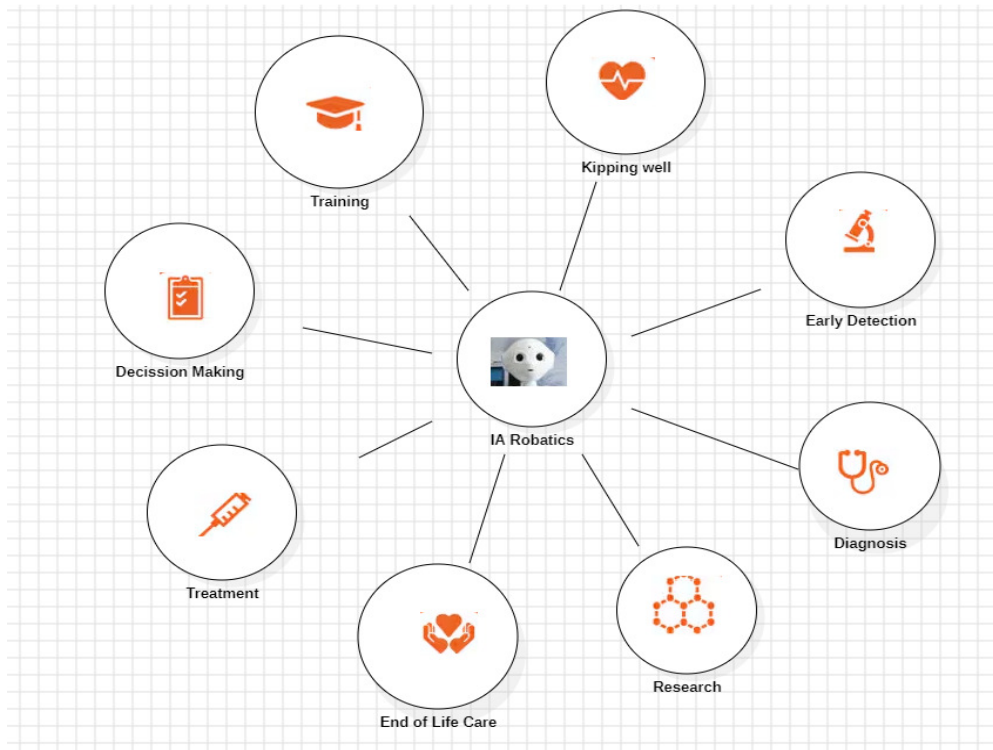 Kipping well
Training
Early Detection
Decission Making
IA Robatics
Diagnosis
Treatment
Research
End of Life Care